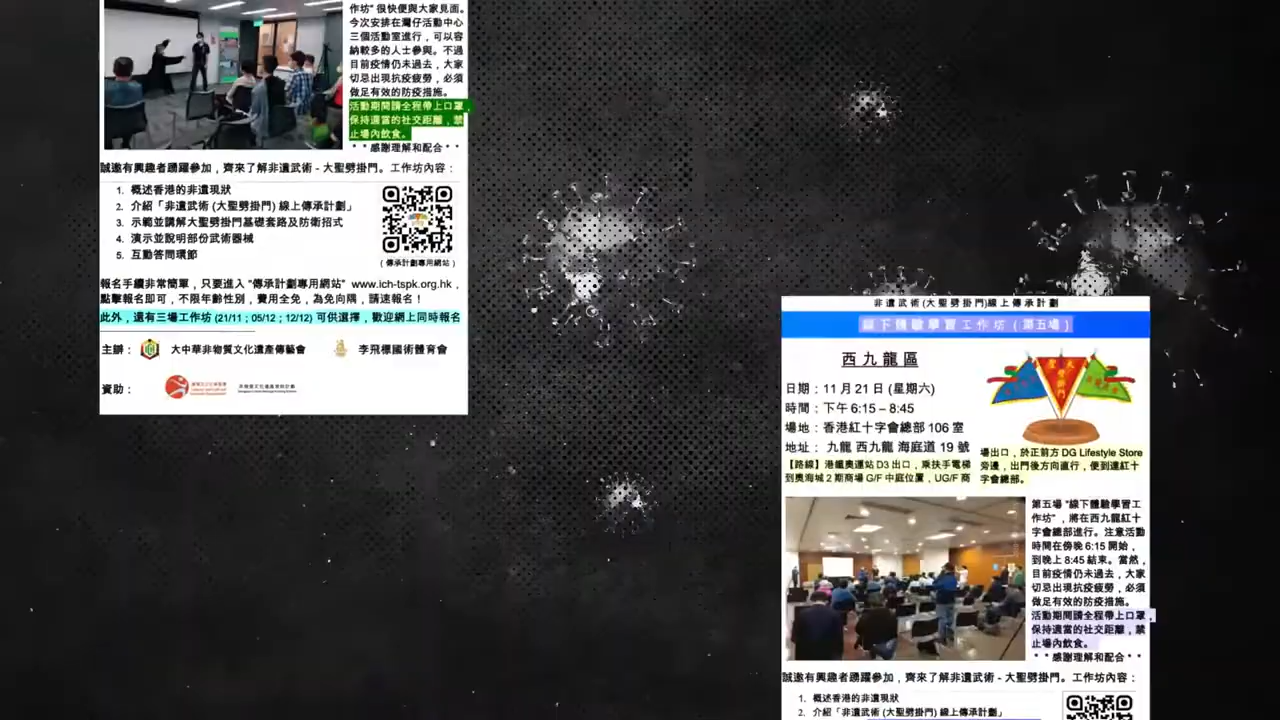 作坊" 很快便與大家見面。
今次安排在灣仔活動中心
三個活動室進行，可以容
納較多的人士參與。不過
目前疫情仍未過去，大家
切忌出現抗疫疲勞，必須
做足有效的防疫措施。
活動期間請全程帶上口罩，
保持適當的社交距離，禁
止場內飲食。
**感謝理解和配合**
誠邀有興趣者踴躍參加，齊來了解非遺武術 - 大聖劈掛門。工作坊內容：
1. 概述香港的非遺現狀
2. 介紹「非遺武術 (大聖劈掛門) 線上傳承計劃」
3. 示範並講解大聖劈掛門基礎套路及防衛招式
4. 演示並說明部份武術器械
5. 互動答問環節
(傳承計劃專用網站)
報名手續非常簡單，只要進入 "傳承計劃專用網站" www.ich-tspk.org.hk，
點擊報名即可，不限年齡性別，費用全免，為免向隅，請速報名！
此外，還有三場工作坊 (21/11；05/12；12/12) 可供選擇，歡迎網上同時報名
主辦： 大中華非物質文化遺產傳藝會 李飛標國術體育會
資助：
非遺武術(大聖劈掛門)線上傳承計劃
線下體驗學習工作坊（第五場）
西九龍區
日期：11 月 21 日 (星期六)
時間：下午 6:15 – 8:45
場地：香港紅十字會總部 106 室
地址： 九龍 西九龍 海庭道 19 號
【路線】港鐵奧運站 D3 出口，乘扶手電梯
到奧海城 2 期商場 G/F 中庭位置，UG/F 商
場出口，於正前方 DG Lifestyle Store
旁邊，出門後方向直行，便到達紅十
字會總部。
第五場 "線下體驗學習工
作坊"，將在西九龍紅十
字會總部進行。注意活動
時間在傍晚 6:15 開始，
到晚上 8:45 結束。當然，
目前疫情仍未過去，大家
切忌出現抗疫疲勞，必須
做足有效的防疫措施。
活動期間請全程帶上口罩，
保持適當的社交距離，禁
止場內飲食。
**感謝理解和配合**
誠邀有興趣者踴躍參加，齊來了解非遺武術 - 大聖劈掛門。工作坊內容：
1. 概述香港的非遺現狀
2. 介紹「非遺武術 (大聖劈掛門) 線上傳承計劃」